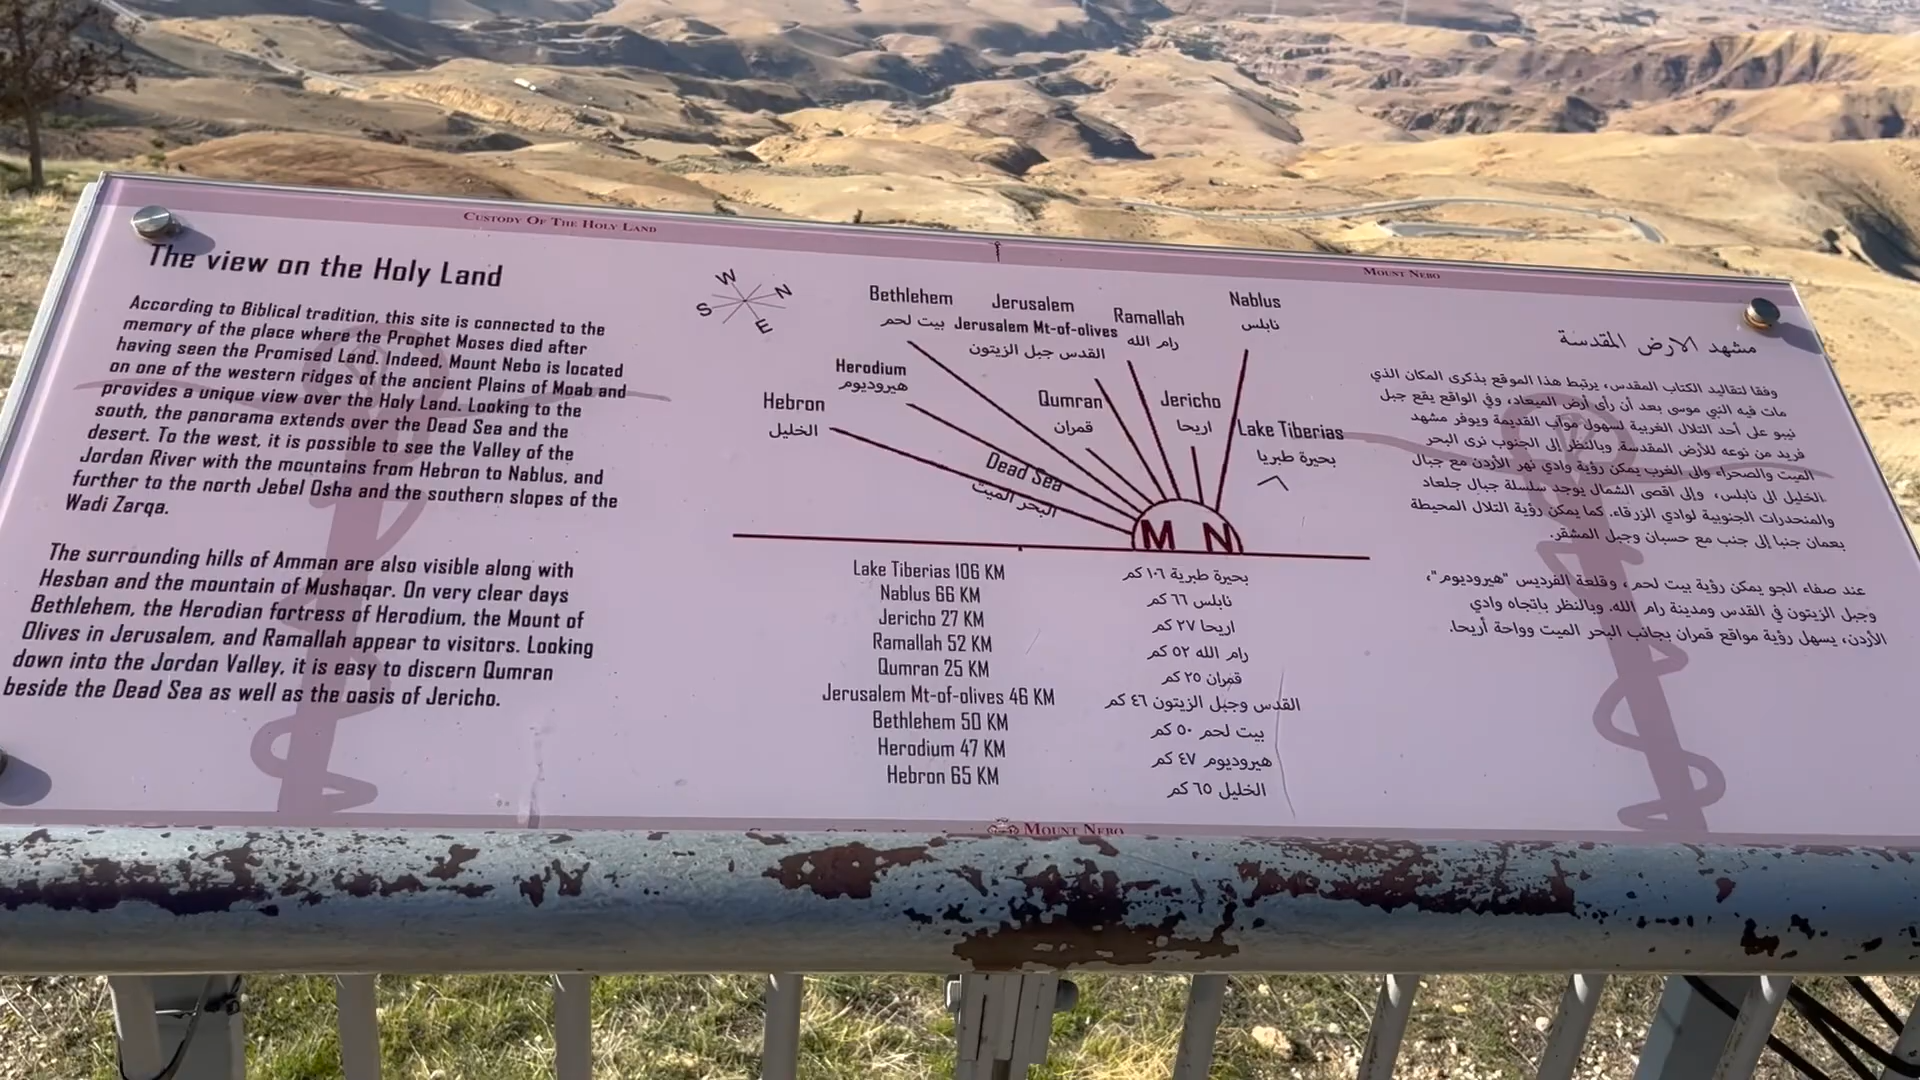 CUSTODY OF THE HOLY LAND
MOUNT NEBO
The view on the Holy Land
According to Biblical tradition, this site is connected to the
memory of the place where the Prophet Moses died after
having seen the Promised Land. Indeed, Mount Nebo is located
on one of the western ridges of the ancient Plains of Moab and
provides a unique view over the Holy Land. Looking to the
south, the panorama extends over the Dead Sea and the
desert. To the west, it is possible to see the Valley of the
Jordan River with the mountains from Hebron to Nablus, and
further to the north Jebel Osha and the southern slopes of the
Wadi Zarqa.
The surrounding hills of Amman are also visible along with
Hesban and the mountain of Mushaqar. On very clear days
Bethlehem, the Herodian fortress of Herodium, the Mount of
Olives in Jerusalem, and Ramallah appear to visitors. Looking
down into the Jordan Valley, it is easy to discern Qumran
beside the Dead Sea as well as the oasis of Jericho.
W
N
S
E
Hebron
الخليل
Herodium
هيروديوم
Bethlehem
بيت لحم
Jerusalem
Jerusalem Mt-of-olives
القدس جبل الزيتون
Ramallah
رام الله
Nablus
نابلس
Qumran
قمران
Jericho
اريحا
Lake Tiberias
بحيرة طبريا
Dead Sea
البحر الميت
M N
Lake Tiberias 106 KM
Nablus 66 KM
Jericho 27 KM
Ramallah 52 KM
Qumran 25 KM
Jerusalem Mt-of-olives 46 KM
Bethlehem 50 KM
Herodium 47 KM
Hebron 65 KM
بحيرة طبرية ١٠٦ كم
نابلس ٦٦ كم
اريحا ٢٧ كم
رام الله ٥٢ كم
قمران ٢٥ كم
القدس وجبل الزيتون ٤٦ كم
بيت لحم ٥٠ كم
هيروديوم ٤٧ كم
الخليل ٦٥ كم
مشهد الارض المقدسة
وفقا لتقاليد الكتاب المقدس، يرتبط هذا الموقع بذكرى المكان الذي
مات فيه النبي موسى بعد أن رأى أرض الميعاد، وفي الواقع يقع جبل
نيبو على أحد التلال الغربية لسهول موآب القديمة ويوفر مشهد
فريد من نوعه للأرض المقدسة. وبالنظر إلى الجنوب نرى البحر
الميت والصحراء والى الغرب يمكن رؤية وادي نهر الأردن مع جبال
الخليل الى نابلس، وإلى اقصى الشمال يوجد سلسلة جبال جلعاد
والمنحدرات الجنوبية لوادي الزرقاء. كما يمكن رؤية التلال المحيطة
بعمان جنبا إلى جنب مع حسبان وجبل المشقر.
عند صفاء الجو يمكن رؤية بيت لحم، وقلعة الفرديس "هيروديوم"،
وجبل الزيتون في القدس ومدينة رام الله. وبالنظر بإتجاه وادي
الأردن، يسهل رؤية مواقع قمران بجانب البحر الميت وواحة أريحا.
MOUNT NEBO